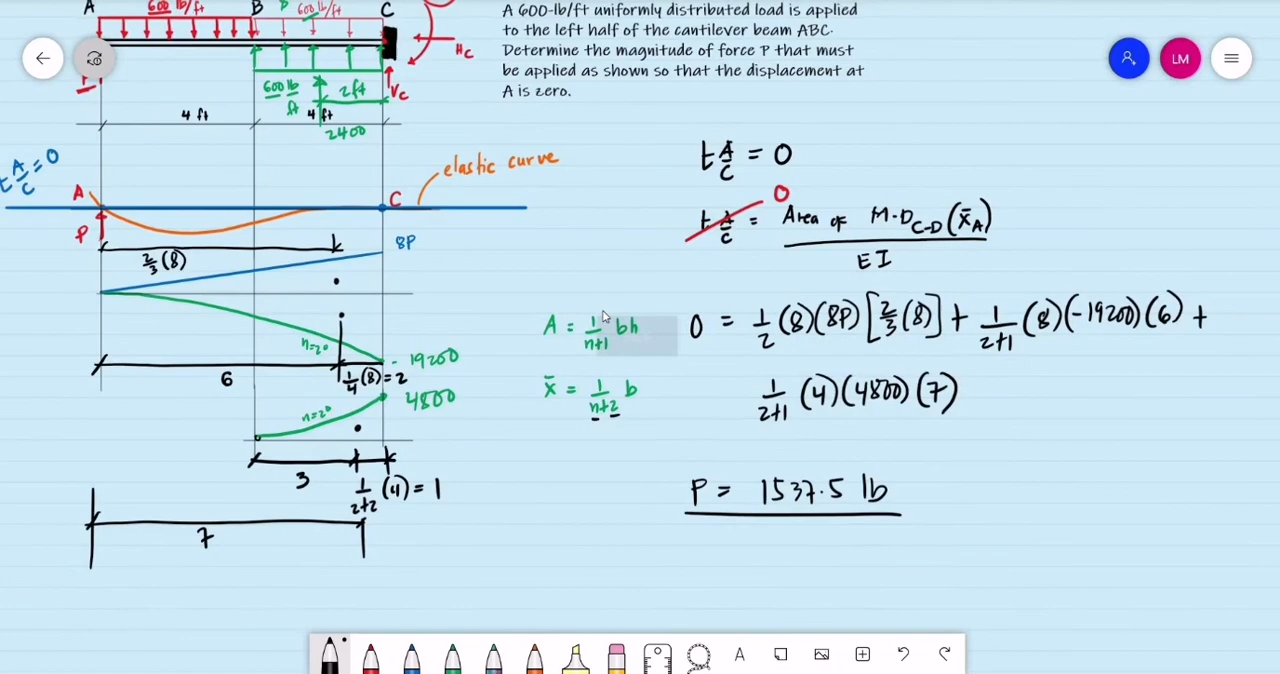 A 600 lb/ft B P 600 lb/ft C
A 600-lb/ft uniformly distributed load is applied
to the left half of the cantilever beam ABC.
Determine the magnitude of force P that must
be applied as shown so that the displacement at
A is zero.
LM
Hc
P
600 lb/ft 2ft Vc
4 ft 4 ft
2400
t A/C = 0
A C elastic curve
P
2/3 (8) 8P
n=2°
- 19200
6 1/4 (8) = 2
n=2° 4800
3 1/2+2 (4) = 1
7
t A/C = 0
0
t A/C = Area of M·D C-D (x̄A) / EI
A = 1/n+1 bh
x̄ = 1/n+2 b
0 = 1/2 (8)(8P) [2/3 (8)] + 1/2+1 (8)(-19200)(6) +
1/2+1 (4)(4800)(7)
P = 1537.5 lb
A